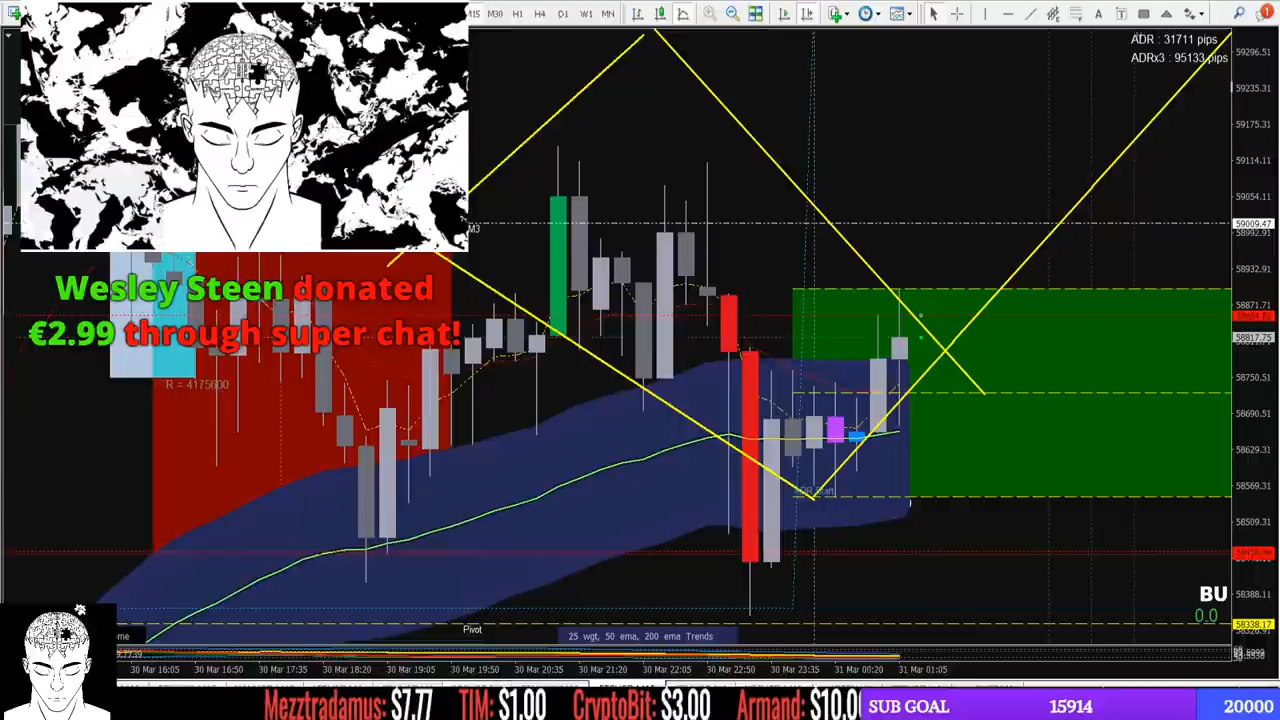 M15 M30 H1 H4 D1 W1 MN
ADR : 31711 pips
ADRx3 : 95133 pips
59296.51
59235.31
59175.31
59114.11
59054.11
M3
59009.47
58992.91
58932.91
58871.71
58817.75
58750.51
58690.51
58629.31
58569.31
58509.31
58388.11
58338.17
Wesley Steen donated
€2.99 through super chat!
R = 4175600
BU
0.0
Pivot
25 wgt, 50 ema, 200 ema Trends
30 Mar 16:05 30 Mar 16:50 30 Mar 17:35 30 Mar 18:20 30 Mar 19:05 30 Mar 19:50 30 Mar 20:35 30 Mar 21:20 30 Mar 22:05 30 Mar 22:50 30 Mar 23:35 31 Mar 00:20 31 Mar 01:05
Mezztradamus: $7.77 TIM: $1.00 CryptoBit: $3.00 Armand: $10.0
SUB GOAL 15914 20000